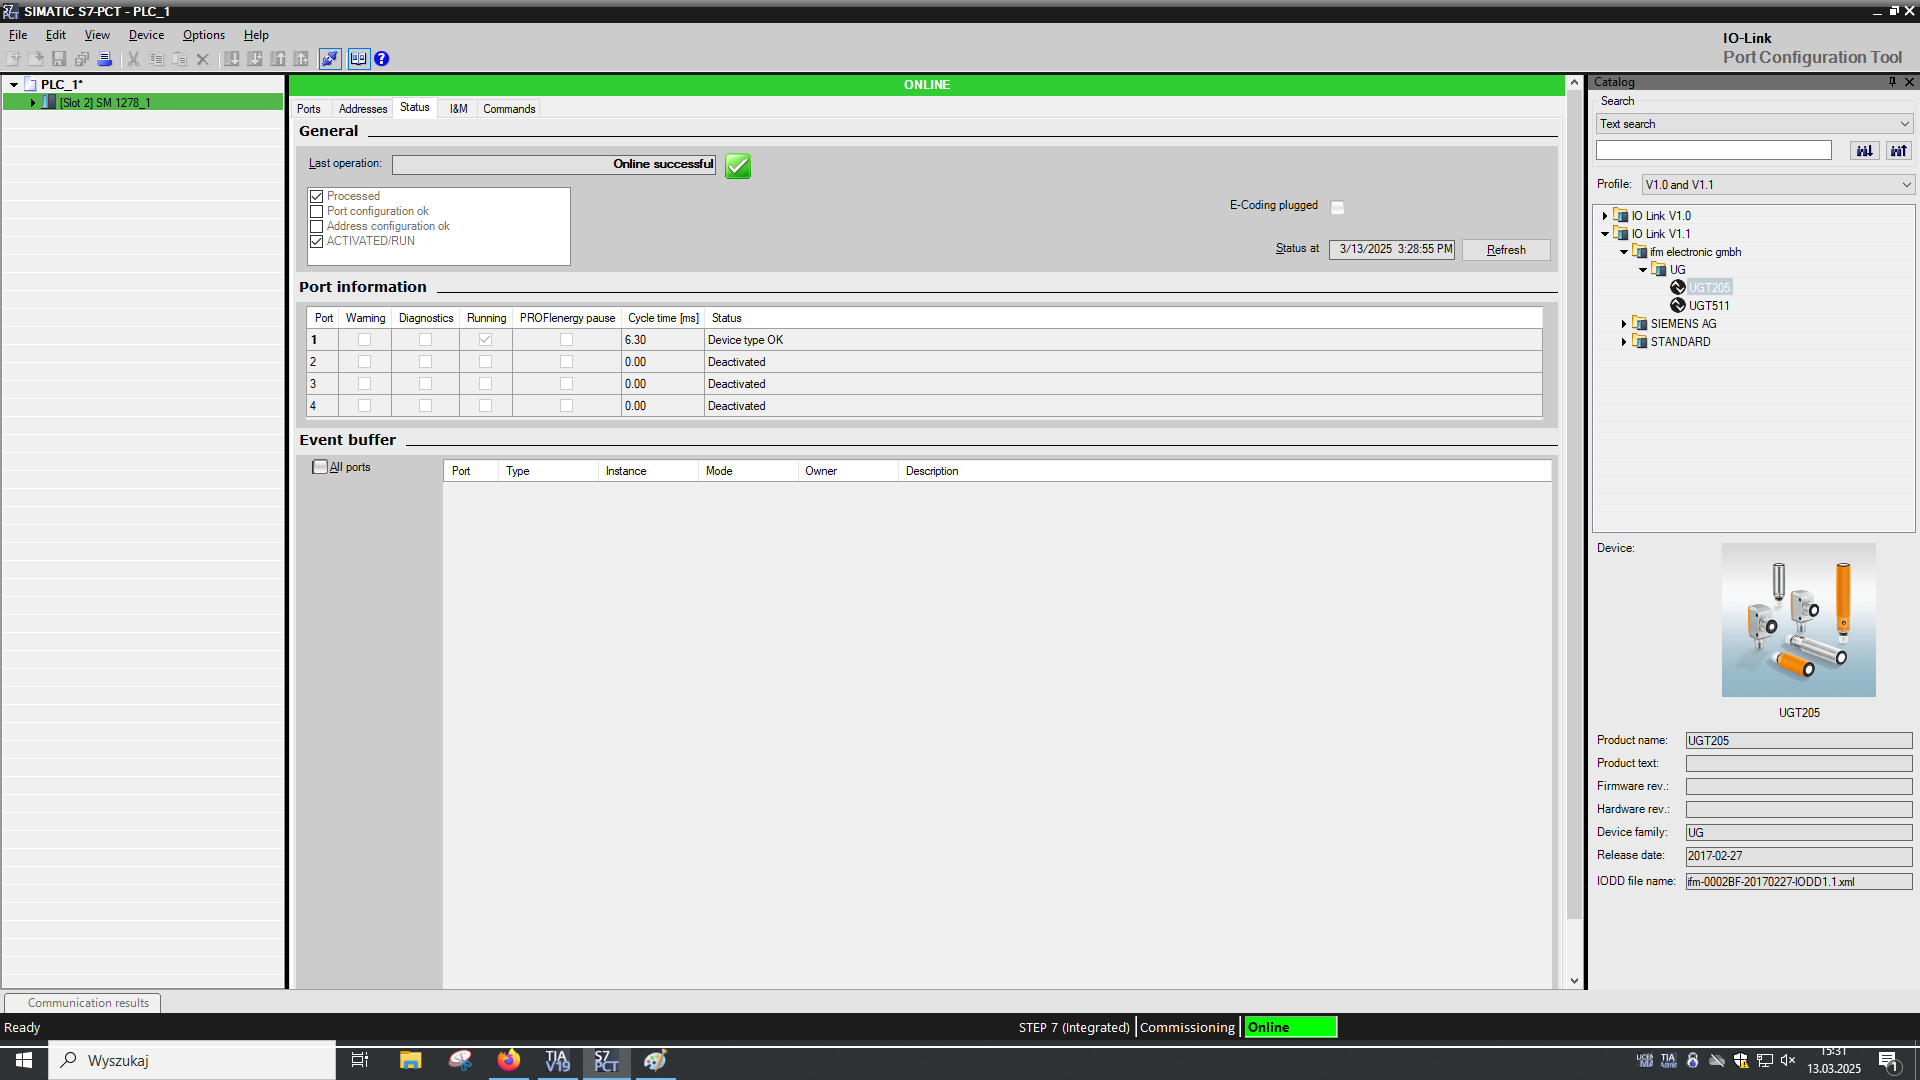 SIMATIC S7-PCT - PLC_1
File Edit View Device Options Help
IO-Link
Port Configuration Tool
PLC_1*
[Slot 2] SM 1278_1
ONLINE
Ports Addresses Status I&M Commands
General
Last operation: Online successful
Processed
Port configuration ok
Address configuration ok
ACTIVATED/RUN
E-Coding plugged
Status at 3/13/2025 3:28:55 PM Refresh
Port information
Port Warning Diagnostics Running PROFIenergy pause Cycle time [ms] Status
1 6.30 Device type OK
2 0.00 Deactivated
3 0.00 Deactivated
4 0.00 Deactivated
Event buffer
All ports
Port Type Instance Mode Owner Description
Catalog
Search
Text search
Profile: V1.0 and V1.1
IO Link V1.0
IO Link V1.1
ifm electronic gmbh
UG
UGT205
UGT511
SIEMENS AG
STANDARD
Device:
UGT205
Product name: UGT205
Product text:
Firmware rev.:
Hardware rev.:
Device family: UG
Release date: 2017-02-27
IODD file name: ifm-0002BF-20170227-IODD1.1.xml
Communication results
Ready
STEP 7 (Integrated) Commissioning Online
Wyszukaj
TIA V19
S7 PCT
15:31
13.03.2025
1